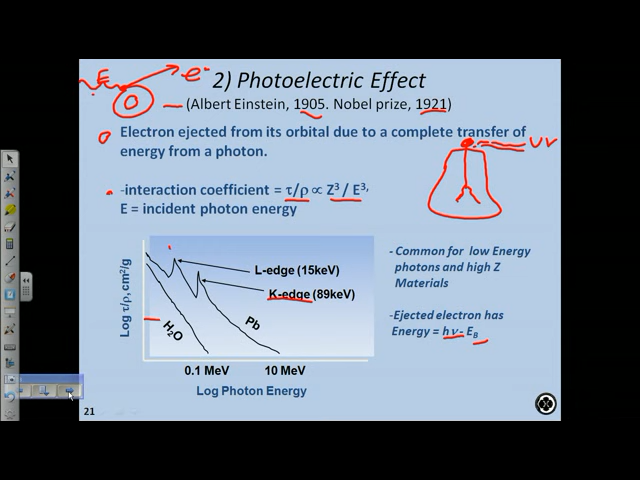 E e-
2) Photoelectric Effect
(Albert Einstein, 1905. Nobel prize, 1921)
Electron ejected from its orbital due to a complete transfer of
energy from a photon.
UV
-interaction coefficient = τ/ρ ∝ Z³ / E³,
E = incident photon energy
Log τ/ρ, cm²/g
L-edge (15keV)
K-edge (89keV)
H₂O
Pb
0.1 MeV 10 MeV
Log Photon Energy
- Common for low Energy
photons and high Z
Materials
-Ejected electron has
Energy = hν - E_B
21